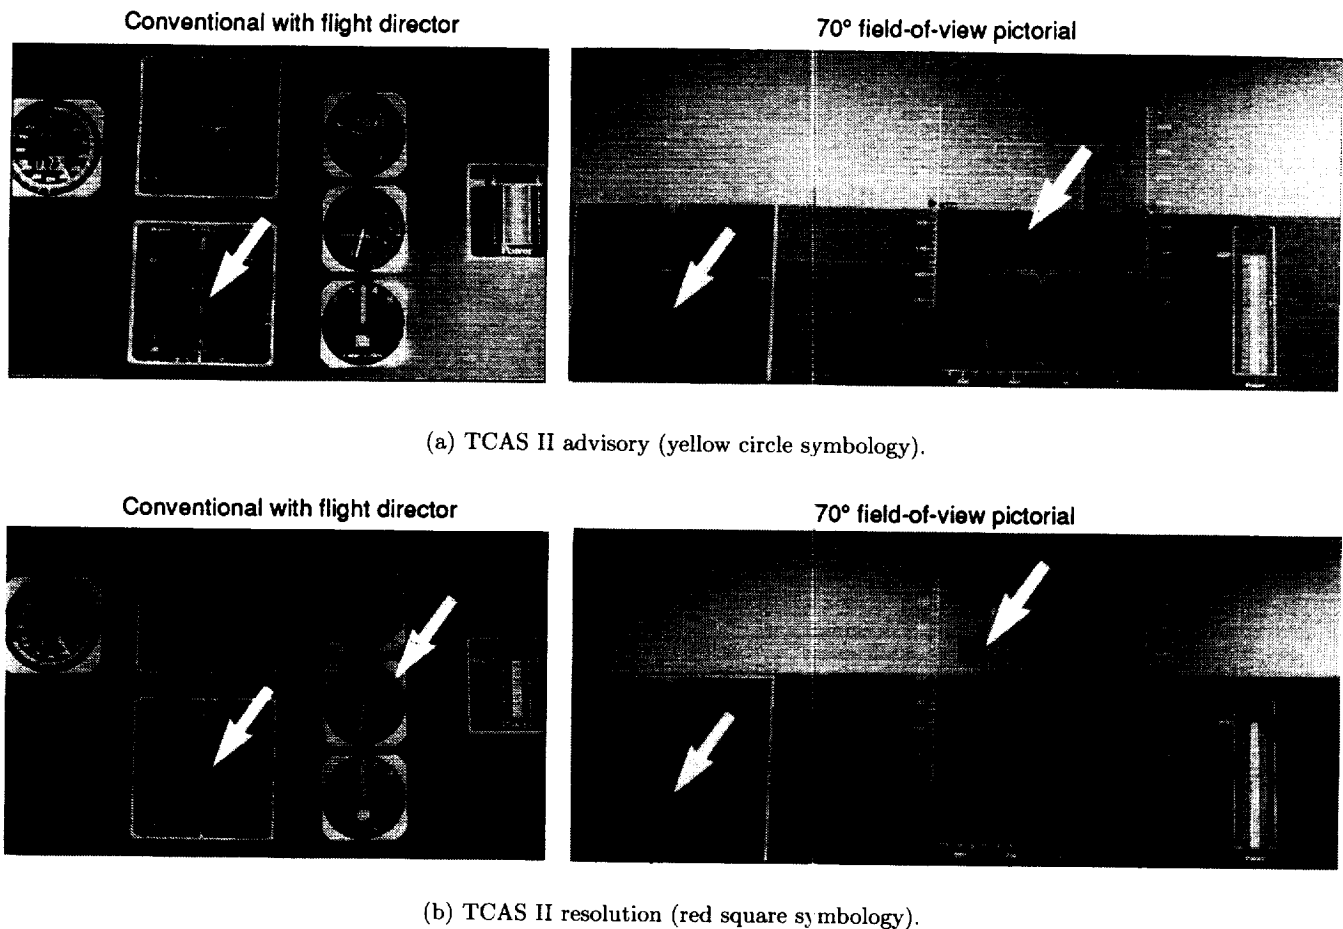 Conventional with flight director
70° field-of-view pictorial
(a) TCAS II advisory (yellow circle symbology).
Conventional with flight director
70° field-of-view pictorial
(b) TCAS II resolution (red square symbology).